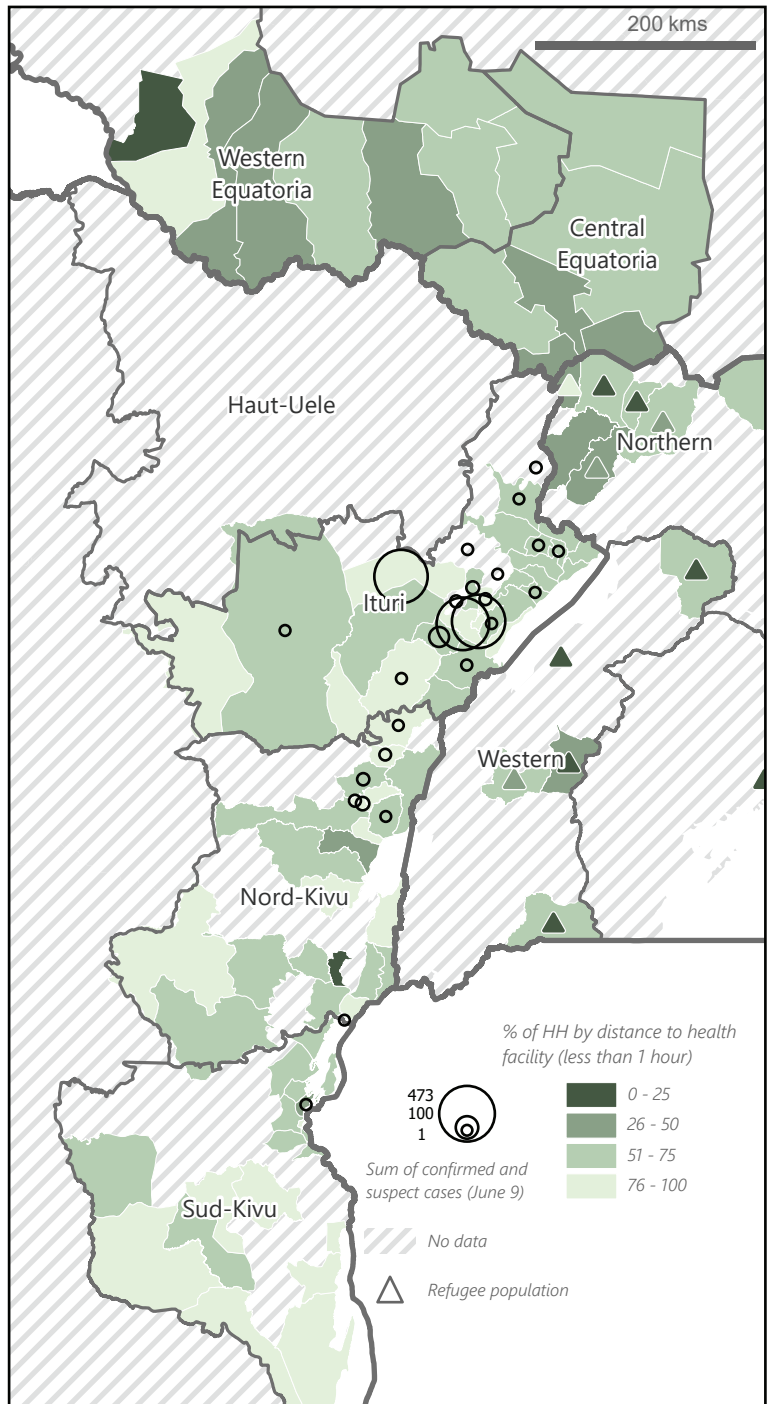 200 kms
Western
Equatoria
Central
Equatoria
Haut-Uele
Northern
Ituri
Western
Nord-Kivu
% of HH by distance to health
facility (less than 1 hour)
473
100
1
0 - 25
26 - 50
51 - 75
76 - 100
Sum of confirmed and
suspect cases (June 9)
Sud-Kivu
No data
Refugee population